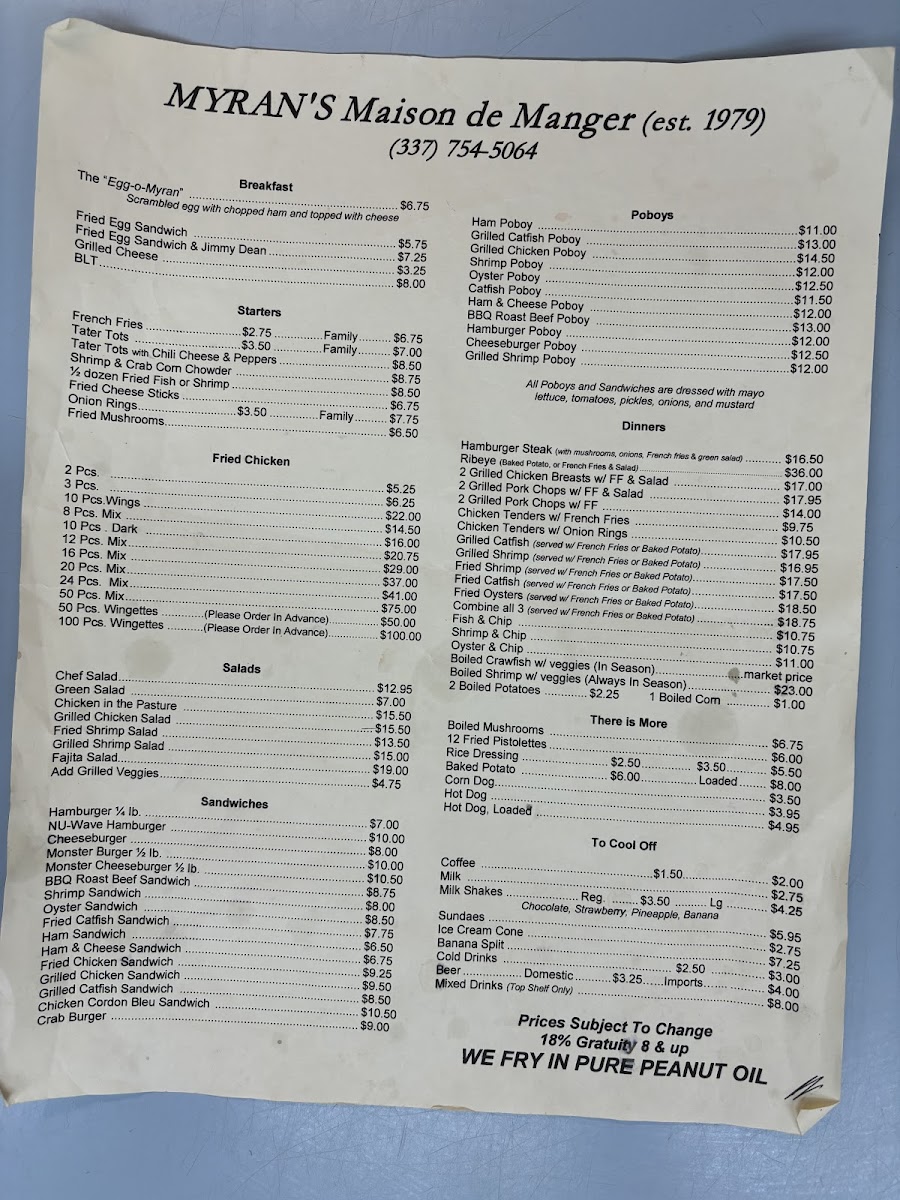 MYRAN'S Maison de Manger (est. 1979)
(337) 754-5064
Breakfast
The "Egg-o-Myran" $6.75
Scrambled egg with chopped ham and topped with cheese
Fried Egg Sandwich $5.75
Fried Egg Sandwich & Jimmy Dean $7.25
Grilled Cheese $3.25
BLT $8.00
Starters
French Fries $2.75 Family $6.75
Tater Tots $3.50 Family $7.00
Tater Tots with Chili Cheese & Peppers $8.50
Shrimp & Crab Corn Chowder $8.75
½ dozen Fried Fish or Shrimp $8.50
Fried Cheese Sticks $6.75
Onion Rings $3.50 Family $7.75
Fried Mushrooms $6.50
Fried Chicken
2 Pcs. $5.25
3 Pcs. $6.25
10 Pcs.Wings $22.00
8 Pcs. Mix $14.50
10 Pcs . Dark $16.00
12 Pcs. Mix $20.75
16 Pcs. Mix $29.00
20 Pcs. Mix $37.00
24 Pcs. Mix $41.00
50 Pcs. Mix $75.00
50 Pcs. Wingettes (Please Order In Advance) $50.00
100 Pcs. Wingettes (Please Order In Advance) $100.00
Salads
Chef Salad $12.95
Green Salad $7.00
Chicken in the Pasture $15.50
Grilled Chicken Salad $15.50
Fried Shrimp Salad $13.50
Grilled Shrimp Salad $15.00
Fajita Salad $19.00
Add Grilled Veggies $4.75
Sandwiches
Hamburger ¼ lb. $7.00
NU-Wave Hamburger $10.00
Cheeseburger $8.00
Monster Burger ½ lb. $10.00
Monster Cheeseburger ½ lb. $10.50
BBQ Roast Beef Sandwich $8.75
Shrimp Sandwich $8.00
Oyster Sandwich $8.50
Fried Catfish Sandwich $7.75
Ham Sandwich $6.50
Ham & Cheese Sandwich $6.75
Fried Chicken Sandwich $9.25
Grilled Chicken Sandwich $9.50
Grilled Catfish Sandwich $8.50
Chicken Cordon Bleu Sandwich $10.50
Crab Burger $9.00
Poboys
Ham Poboy $11.00
Grilled Catfish Poboy $13.00
Grilled Chicken Poboy $14.50
Shrimp Poboy $12.00
Oyster Poboy $12.50
Catfish Poboy $11.50
Ham & Cheese Poboy $12.00
BBQ Roast Beef Poboy $13.00
Hamburger Poboy $12.00
Cheeseburger Poboy $12.50
Grilled Shrimp Poboy $12.00
All Poboys and Sandwiches are dressed with mayo
lettuce, tomatoes, pickles, onions, and mustard
Dinners
Hamburger Steak (with mushrooms, onions, French fries & green salad) $16.50
Ribeye (Baked Potato, or French Fries & Salad) $36.00
2 Grilled Chicken Breasts w/ FF & Salad $17.00
2 Grilled Pork Chops w/ FF & Salad $17.95
2 Grilled Pork Chops w/ FF $14.00
Chicken Tenders w/ French Fries $9.75
Chicken Tenders w/ Onion Rings $10.50
Grilled Catfish (served w/ French Fries or Baked Potato) $17.95
Grilled Shrimp (served w/ French Fries or Baked Potato) $16.95
Fried Shrimp (served w/ French Fries or Baked Potato) $17.50
Fried Catfish (served w/ French Fries or Baked Potato) $17.50
Fried Oysters (served w/ French Fries or Baked Potato) $18.50
Combine all 3 (served w/ French Fries or Baked Potato) $18.75
Fish & Chip $10.75
Shrimp & Chip $10.75
Oyster & Chip $11.00
Boiled Crawfish w/ veggies (In Season) market price
Boiled Shrimp w/ veggies (Always In Season) $23.00
2 Boiled Potatoes $2.25 1 Boiled Corn $1.00
There is More
Boiled Mushrooms $6.75
12 Fried Pistolettes $6.00
Rice Dressing $2.50 $3.50 $5.50
Baked Potato $6.00 Loaded $8.00
Corn Dog $3.50
Hot Dog $3.95
Hot Dog, Loaded $4.95
To Cool Off
Coffee $1.50 $2.00
Milk $2.75
Milk Shakes Reg. $3.50 Lg $4.25
Chocolate, Strawberry, Pineapple, Banana
Sundaes $5.95
Ice Cream Cone $2.75
Banana Split $7.25
Cold Drinks $2.50 $3.00
Beer Domestic $3.25 Imports $4.00
Mixed Drinks (Top Shelf Only) $8.00
Prices Subject To Change
18% Gratuity 8 & up
WE FRY IN PURE PEANUT OIL